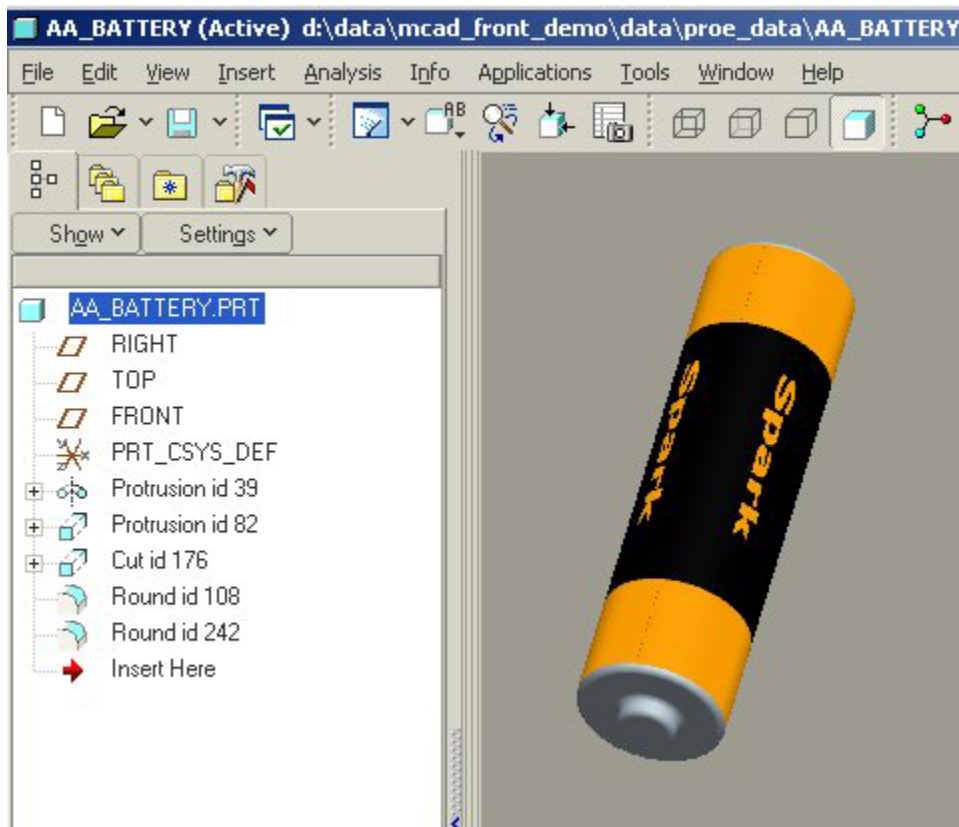 AA_BATTERY (Active) d:\data\mcad_front_demo\data\proe_data\AA_BATTERY
File Edit View Insert Analysis Info Applications Tools Window Help
AB
Show Settings
AA_BATTERY.PRT
RIGHT
TOP
FRONT
PRT_CSYS_DEF
Protrusion id 39
Protrusion id 82
Cut id 176
Round id 108
Round id 242
Insert Here
Spark
Spark